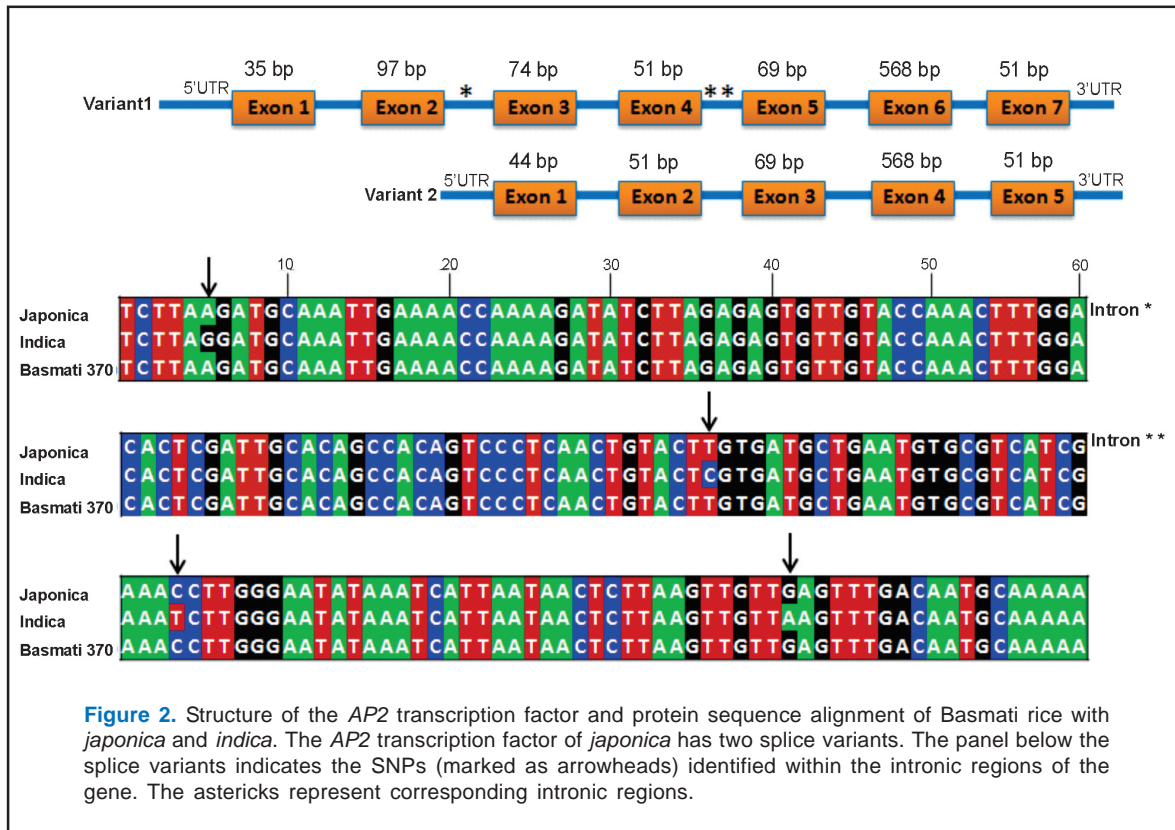 35 bp 97 bp 74 bp 51 bp 69 bp 568 bp 51 bp
Variant1 5'UTR Exon 1 Exon 2 * Exon 3 Exon 4 ** Exon 5 Exon 6 Exon 7 3'UTR
44 bp 51 bp 69 bp 568 bp 51 bp
Variant 2 5'UTR Exon 1 Exon 2 Exon 3 Exon 4 Exon 5 3'UTR
10 20 30 40 50 60
Japonica TCTTAAGATGCAAATTGAAAACCAAAAGATATCTTAGAGAGTGTTGTACCAAACTTTGGA Intron *
Indica TCTTAGGATGCAAATTGAAAACCAAAAGATATCTTAGAGAGTGTTGTACCAAACTTTGGA
Basmati 370 TCTTAAGATGCAAATTGAAAACCAAAAGATATCTTAGAGAGTGTTGTACCAAACTTTGGA
Japonica CACTCGATTGCACAGCCACAGTCCCTCAACTGTACTTGTGATGCTGAATGTGCGTCATCG Intron **
Indica CACTCGATTGCACAGCCACAGTCCCTCAACTGTACTCGTGATGCTGAATGTGCGTCATCG
Basmati 370 CACTCGATTGCACAGCCACAGTCCCTCAACTGTACTTGTGATGCTGAATGTGCGTCATCG
Japonica AAACCTTGGGAATATAAATCATTAATAACTCTTAAGTTGTTGAGTTTGACAATGCAAAAA
Indica AAATCTTGGGAATATAAATCATTAATAACTCTTAAGTTGTTAAGTTTGACAATGCAAAAA
Basmati 370 AAACCTTGGGAATATAAATCATTAATAACTCTTAAGTTGTTGAGTTTGACAATGCAAAAA
Figure 2. Structure of the AP2 transcription factor and protein sequence alignment of Basmati rice with
japonica and indica. The AP2 transcription factor of japonica has two splice variants. The panel below the
splice variants indicates the SNPs (marked as arrowheads) identified within the intronic regions of the
gene. The astericks represent corresponding intronic regions.